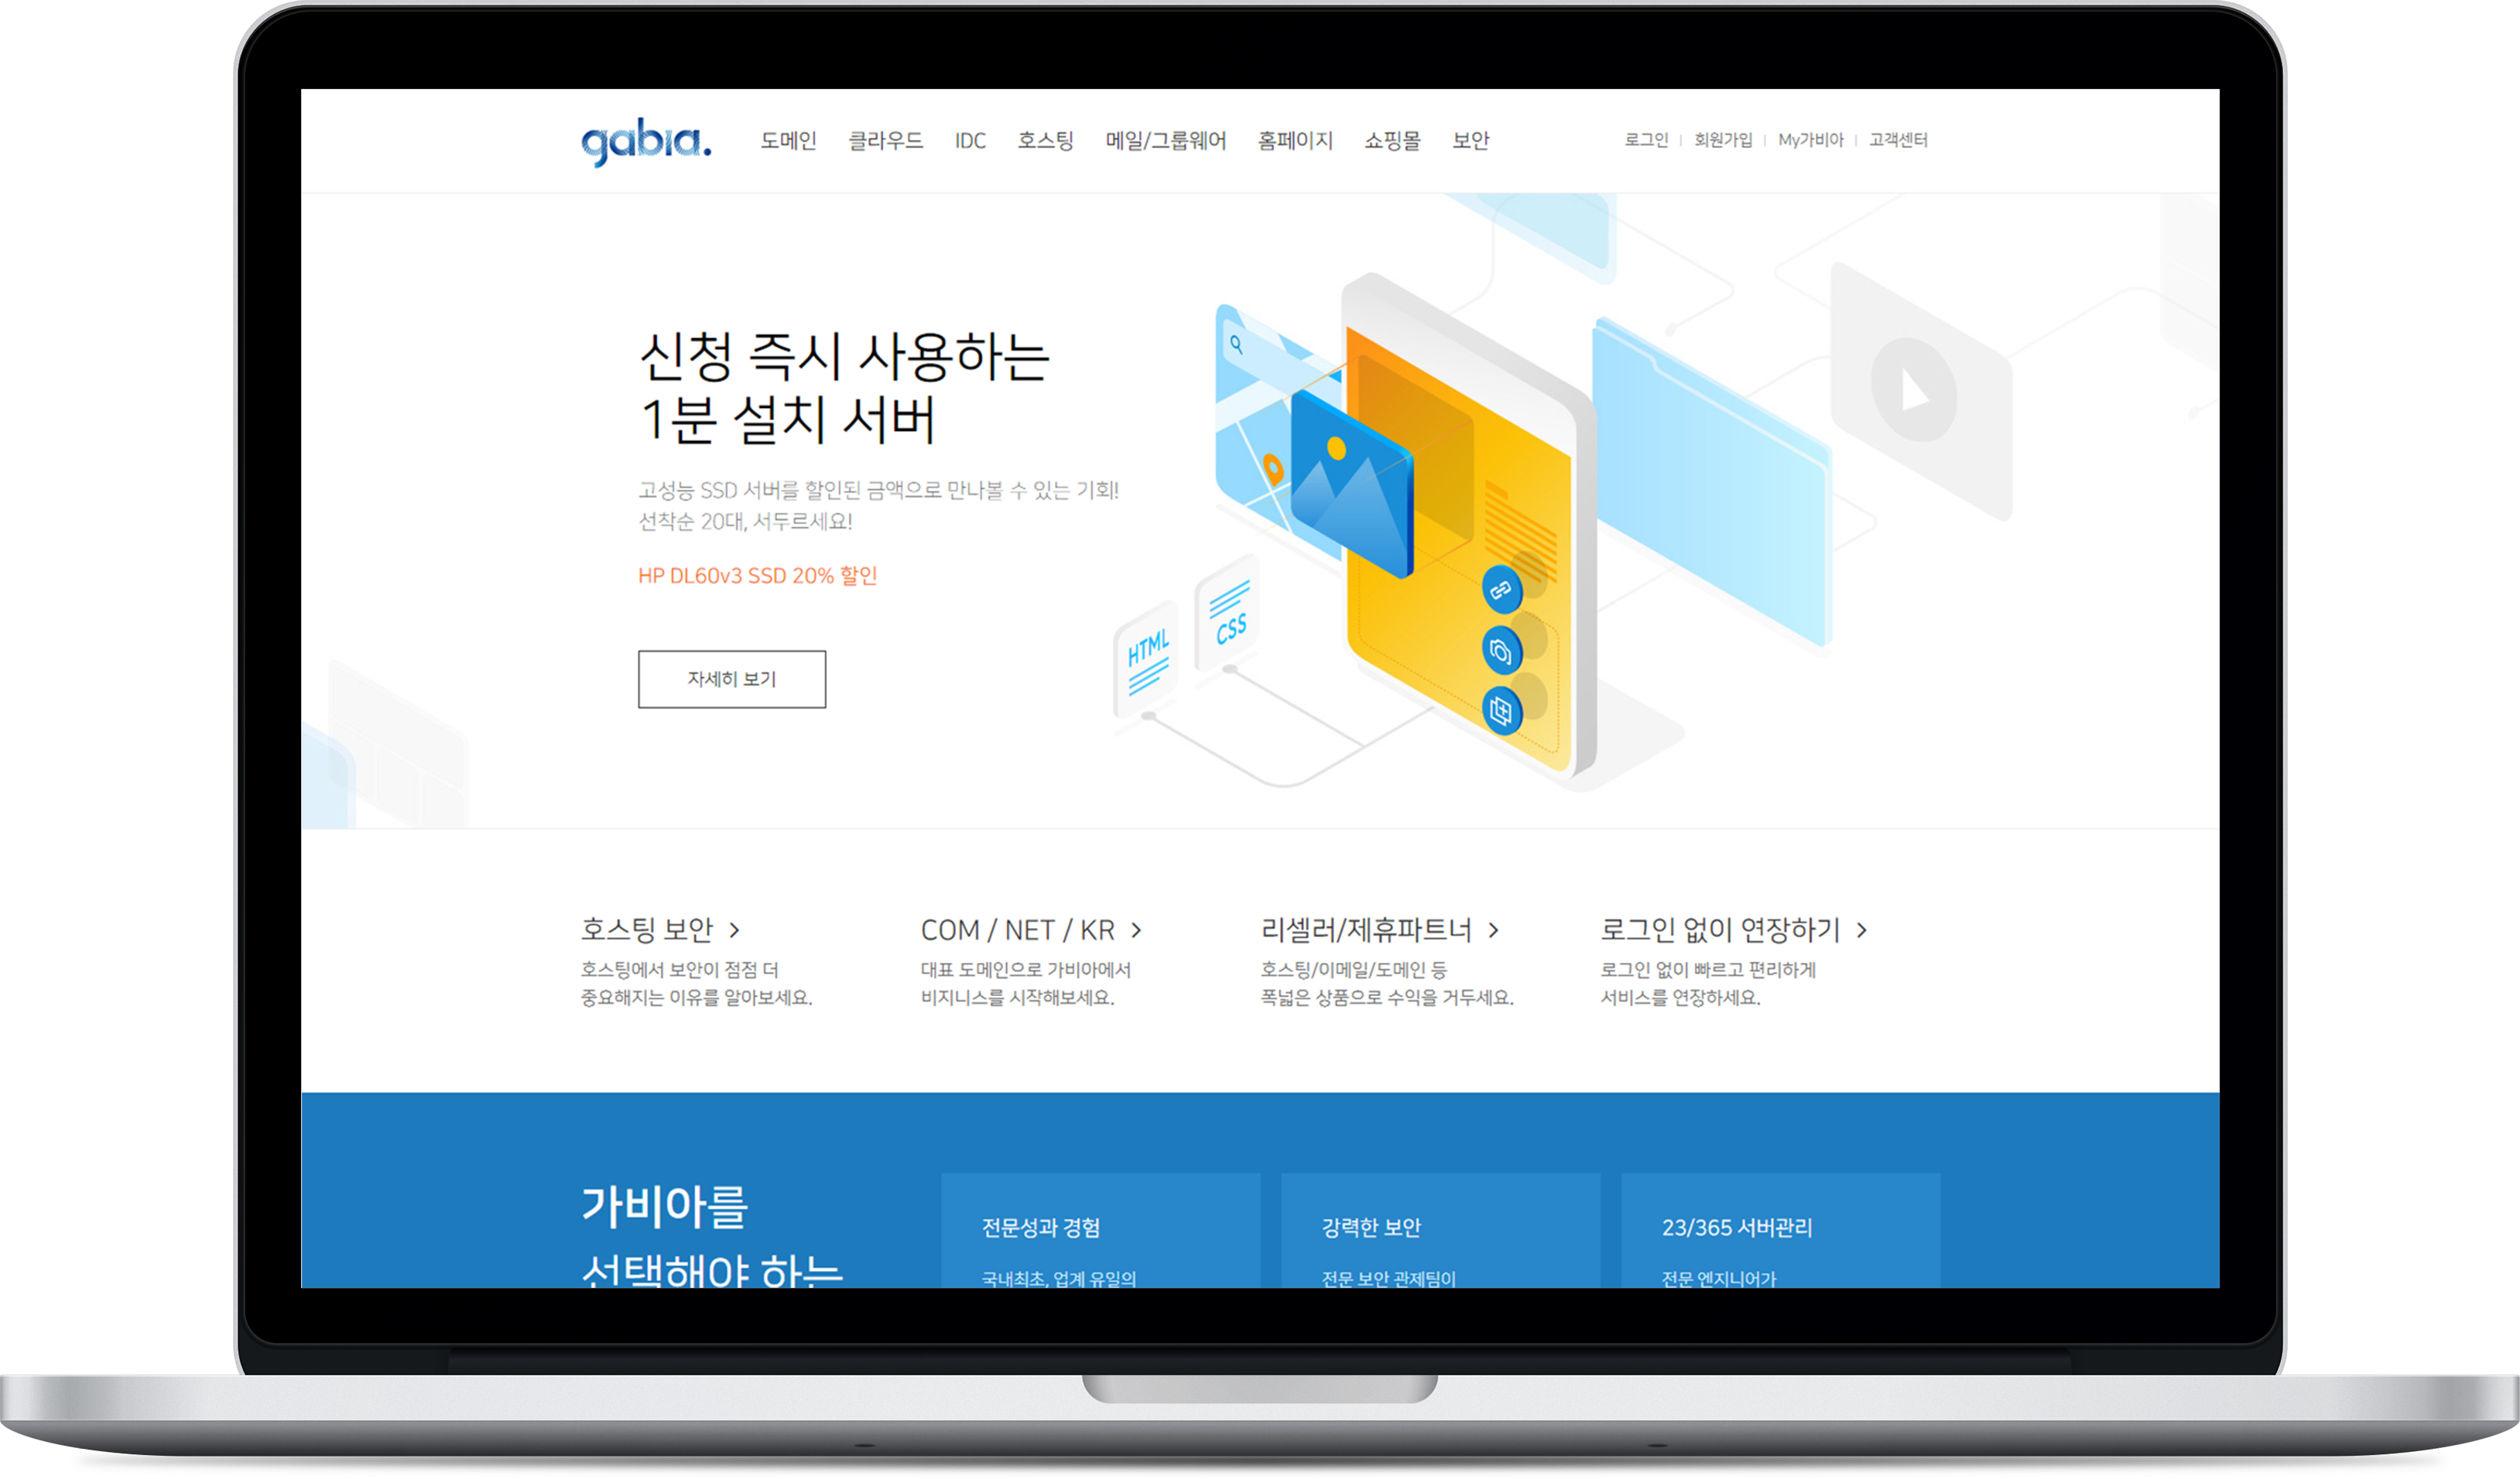 gabia.
도메인 클라우드 IDC 호스팅 메일/그룹웨어 홈페이지 쇼핑몰 보안
로그인 | 회원가입 | My가비아 | 고객센터
신청 즉시 사용하는
1분 설치 서버
고성능 SSD 서버를 할인된 금액으로 만나볼 수 있는 기회!
선착순 20대, 서두르세요!
HP DL60v3 SSD 20% 할인
자세히 보기
HTML
CSS
호스팅 보안 >
호스팅에서 보안이 점점 더
중요해지는 이유를 알아보세요.
COM / NET / KR >
대표 도메인으로 가비아에서
비지니스를 시작해보세요.
리셀러/제휴파트너 >
호스팅/이메일/도메인 등
폭넓은 상품으로 수익을 거두세요.
로그인 없이 연장하기 >
로그인 없이 빠르고 편리하게
서비스를 연장하세요.
가비아를
선택해야 하는
전문성과 경험
국내최초, 업계 유일의
강력한 보안
전문 보안 관제팀이
23/365 서버관리
전문 엔지니어가